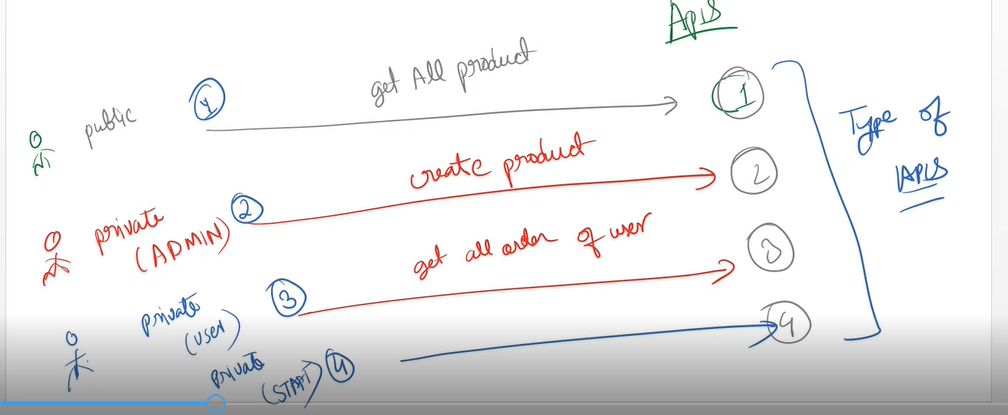 APIs
public 1 get All product 1
private (ADMIN) 2 create product 2
private (user) 3 get all order of user 3
private (STAFF) 4 4
Type of
APIs